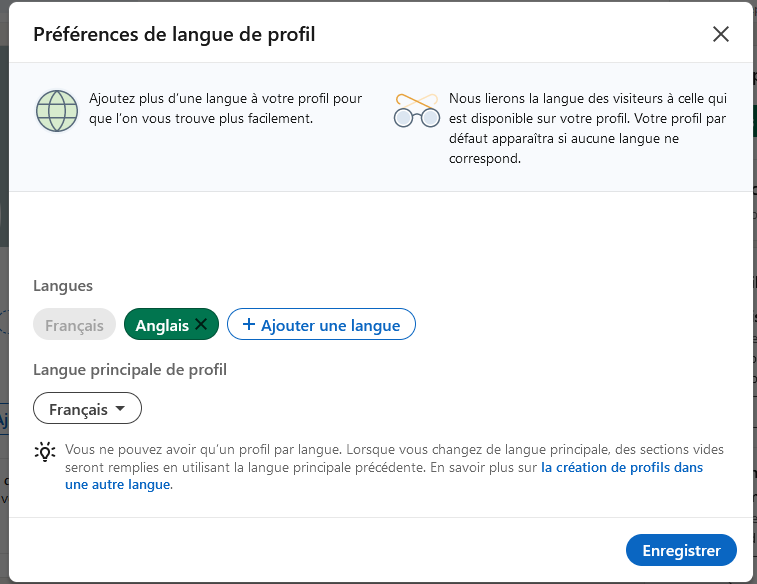 Préférences de langue de profil
Ajoutez plus d’une langue à votre profil pour
que l’on vous trouve plus facilement.
Nous lierons la langue des visiteurs à celle qui
est disponible sur votre profil. Votre profil par
défaut apparaîtra si aucune langue ne
correspond.
Langues
Français
Anglais
+ Ajouter une langue
Langue principale de profil
Français
Vous ne pouvez avoir qu’un profil par langue. Lorsque vous changez de langue principale, des sections vides
seront remplies en utilisant la langue principale précédente. En savoir plus sur la création de profils dans
une autre langue.
Enregistrer